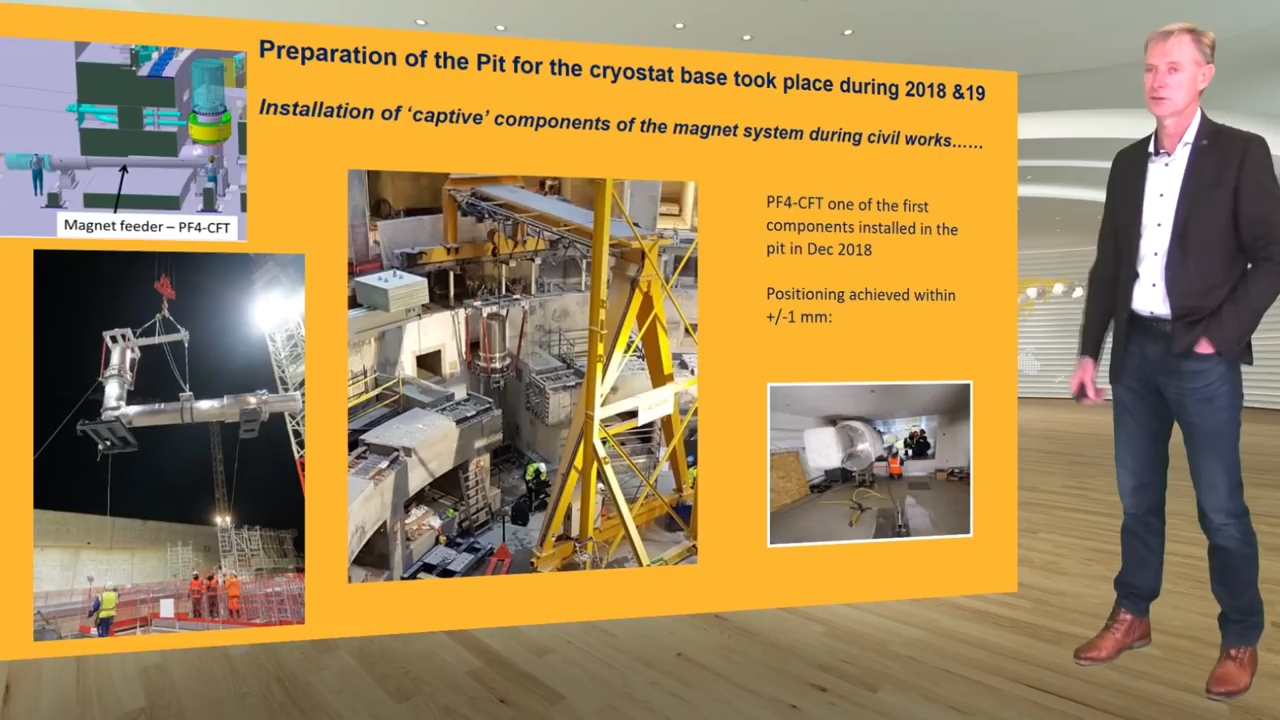 Preparation of the Pit for the cryostat base took place during 2018 &19
Installation of ‘captive’ components of the magnet system during civil works……
Magnet feeder – PF4-CFT
PF4-CFT one of the first
components installed in the
pit in Dec 2018
Positioning achieved within
+/-1 mm: